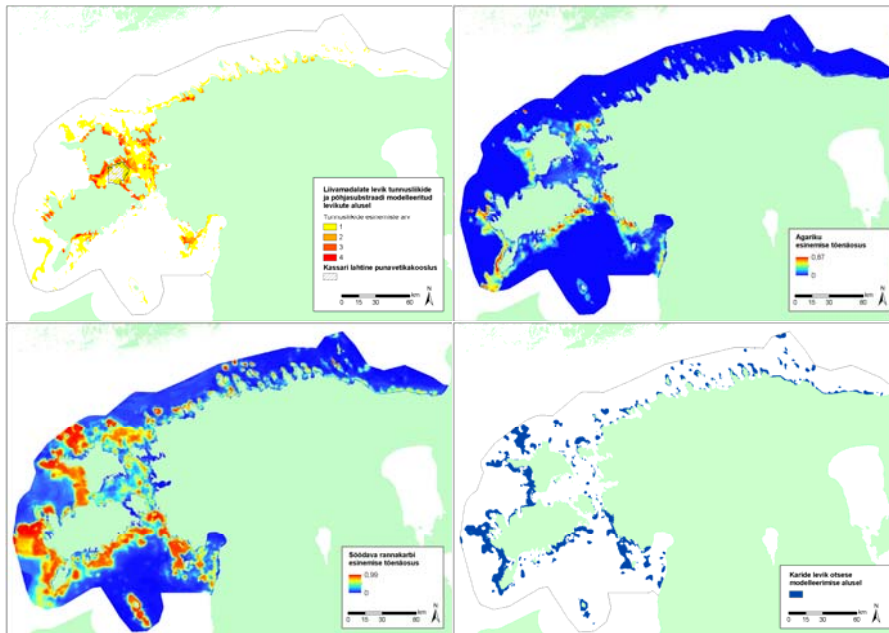 Liivamadalate levik tunnusliikide
ja põhjasubstraadi modelleeritud
levikute alusel
Tunnusliikide esinemiste arv
1
2
3
4
Kassari lahtine punavetikakooslus
N
km
0 15 30 60
Agariku
esinemise tõenäosus
0,87
0
N
km
0 15 30 60
Söödava rannakarbi
esinemise tõenäosus
0,99
0
N
km
0 15 30 60
Karide levik otsese
modelleerimise alusel
N
km
0 15 30 60